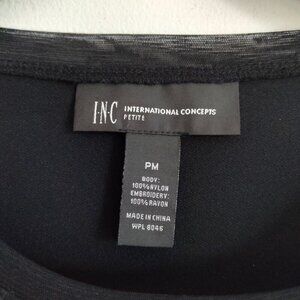 I·N·C INTERNATIONAL CONCEPTS
PETITE
PM
BODY:
100% NYLON
EMBROIDERY:
100% RAYON
MADE IN CHINA
WPL 8046